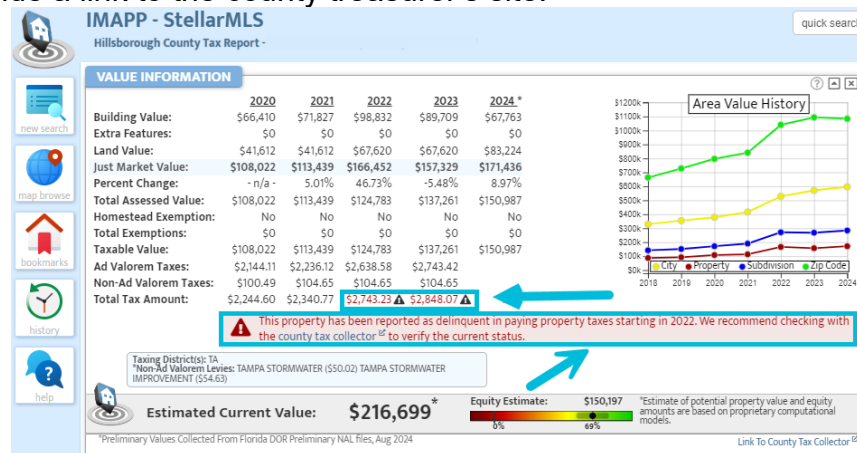 us a link to the county treasurer's site.
IMAPP - StellarMLS
quick search
Hillsborough County Tax Report -
VALUE INFORMATION
2020 2021 2022 2023 2024 *
Building Value: $66,410 $71,827 $98,832 $89,709 $67,763
Extra Features: $0 $0 $0 $0 $0
Land Value: $41,612 $41,612 $67,620 $67,620 $83,224
Just Market Value: $108,022 $113,439 $166,452 $157,329 $171,436
Percent Change: - n/a - 5.01% 46.73% -5.48% 8.97%
Total Assessed Value: $108,022 $113,439 $124,783 $137,261 $150,987
Homestead Exemption: No No No No No
Total Exemptions: $0 $0 $0 $0 $0
Taxable Value: $108,022 $113,439 $124,783 $137,261 $150,987
Ad Valorem Taxes: $2,144.11 $2,236.12 $2,638.58 $2,743.42
Non-Ad Valorem Taxes: $100.49 $104.65 $104.65 $104.65
Total Tax Amount: $2,244.60 $2,340.77 $2,743.23 $2,848.07
Area Value History
$1200k
$1100k
$1000k
$900k
$800k
$700k
$600k
$500k
$400k
$300k
$200k
$100k
$0k
City Property Subdivision Zip Code
2018 2019 2020 2021 2022 2023 2024
This property has been reported as delinquent in paying property taxes starting in 2022. We recommend checking with
the county tax collector to verify the current status.
Taxing District(s): TA
*Non-Ad Valorem Levies: TAMPA STORMWATER ($50.02) TAMPA STORMWATER
IMPROVEMENT ($54.63)
new search
map browse
bookmarks
history
help
Estimated Current Value: $216,699*
Equity Estimate: $150,197
0% 69%
*Estimate of potential property value and equity
amounts are based on proprietary computational
models.
*Preliminary Values Collected From Florida DOR Preliminary NAL files, Aug 2024
Link To County Tax Collector